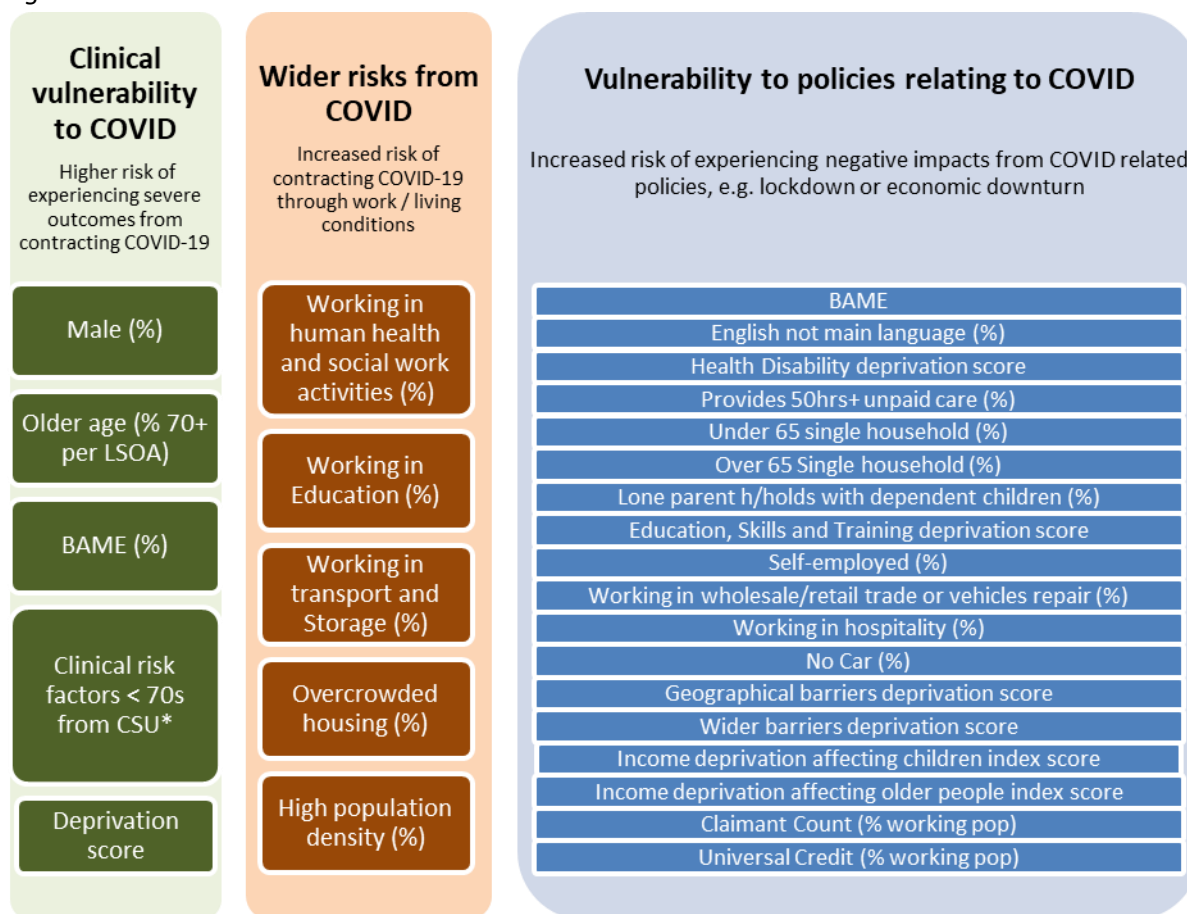 Clinical
vulnerability
to COVID
Higher risk of
experiencing severe
outcomes from
contracting COVID-19
Male (%)
Older age (% 70+
per LSOA)
BAME (%)
Clinical risk
factors < 70s
from CSU*
Deprivation
score
Wider risks from
COVID
Increased risk of
contracting COVID-19
through work / living
conditions
Working in
human health
and social work
activities (%)
Working in
Education (%)
Working in
transport and
Storage (%)
Overcrowded
housing (%)
High population
density (%)
Vulnerability to policies relating to COVID
Increased risk of experiencing negative impacts from COVID related
policies, e.g. lockdown or economic downturn
BAME
English not main language (%)
Health Disability deprivation score
Provides 50hrs+ unpaid care (%)
Under 65 single household (%)
Over 65 Single household (%)
Lone parent h/holds with dependent children (%)
Education, Skills and Training deprivation score
Self-employed (%)
Working in wholesale/retail trade or vehicles repair (%)
Working in hospitality (%)
No Car (%)
Geographical barriers deprivation score
Wider barriers deprivation score
Income deprivation affecting children index score
Income deprivation affecting older people index score
Claimant Count (% working pop)
Universal Credit (% working pop)